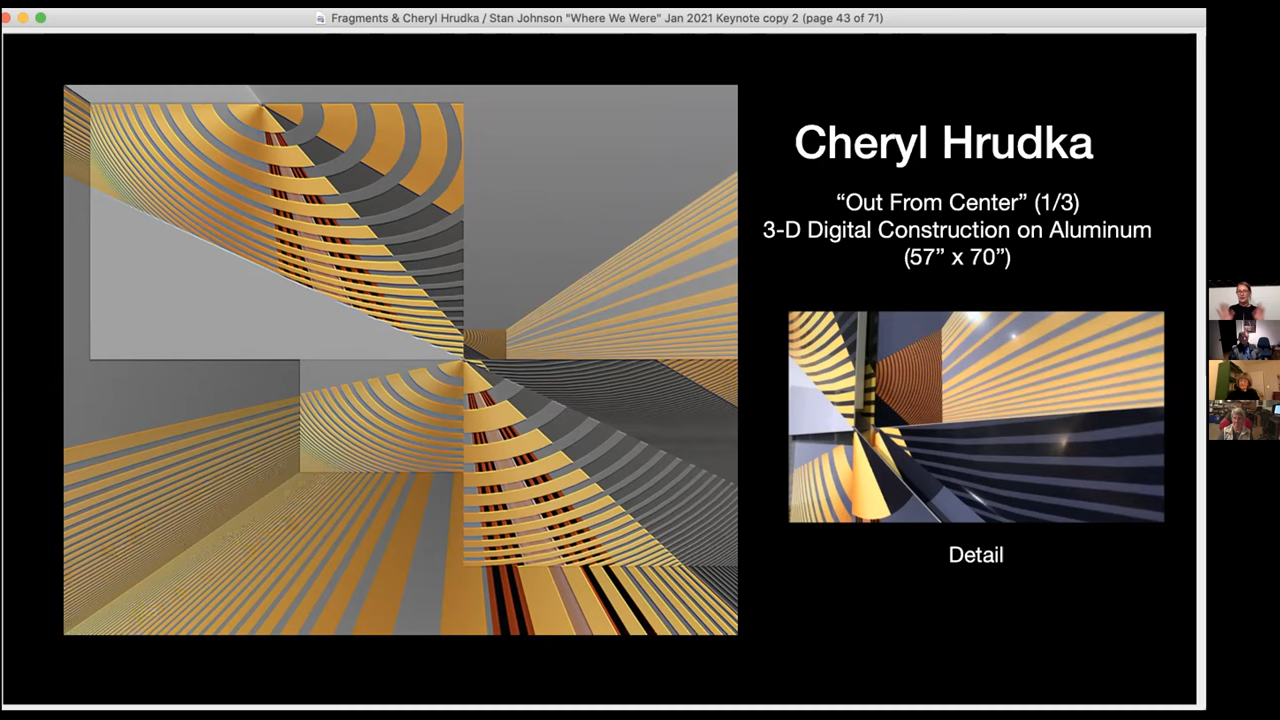 Fragments & Cheryl Hrudka / Stan Johnson "Where We Were" Jan 2021 Keynote copy 2 (page 43 of 71)
Cheryl Hrudka
“Out From Center” (1/3)
3-D Digital Construction on Aluminum
(57” x 70”)
Detail